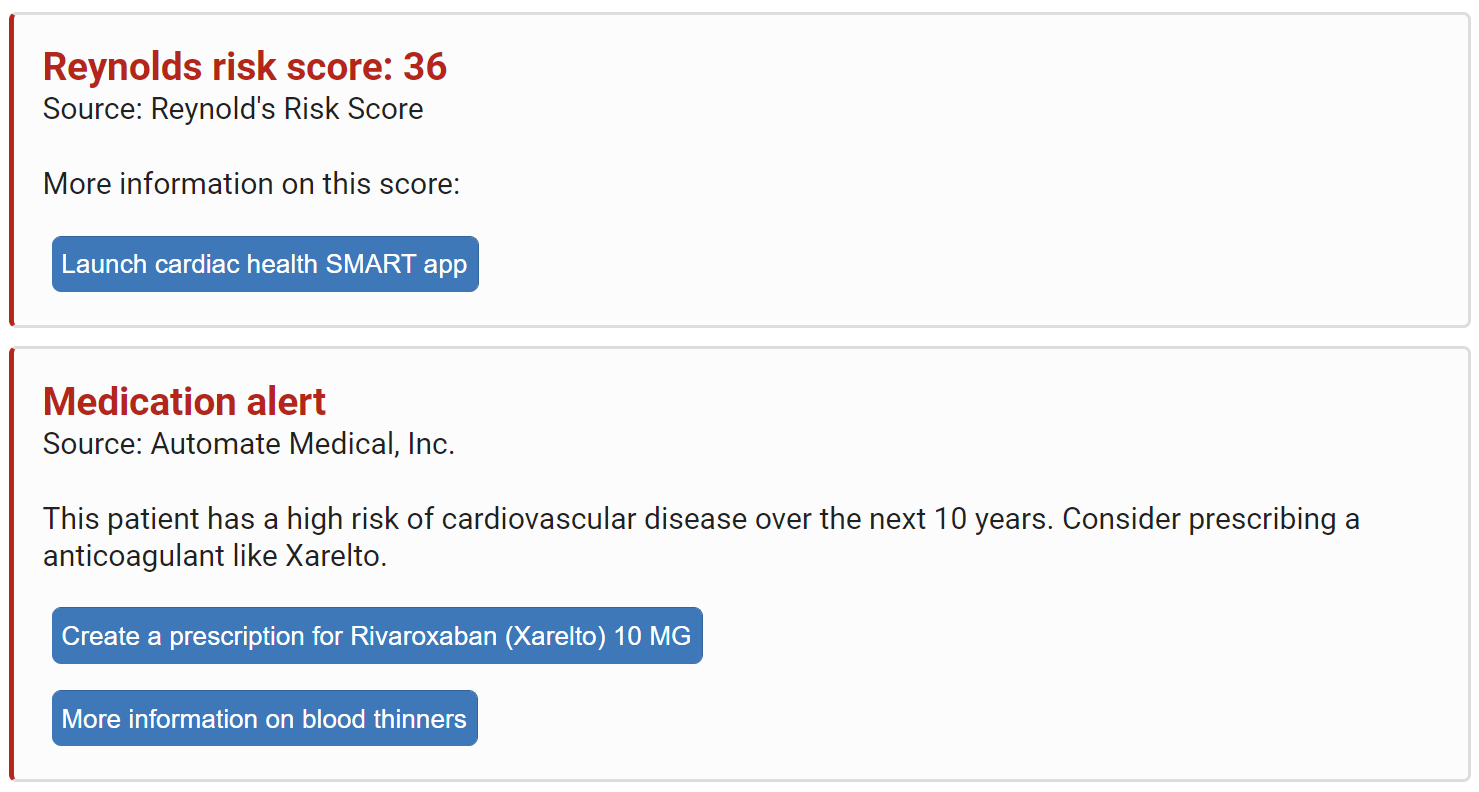 Reynolds risk score: 36
Source: Reynold's Risk Score
More information on this score:
Launch cardiac health SMART app
Medication alert
Source: Automate Medical, Inc.
This patient has a high risk of cardiovascular disease over the next 10 years. Consider prescribing a
anticoagulant like Xarelto.
Create a prescription for Rivaroxaban (Xarelto) 10 MG
More information on blood thinners